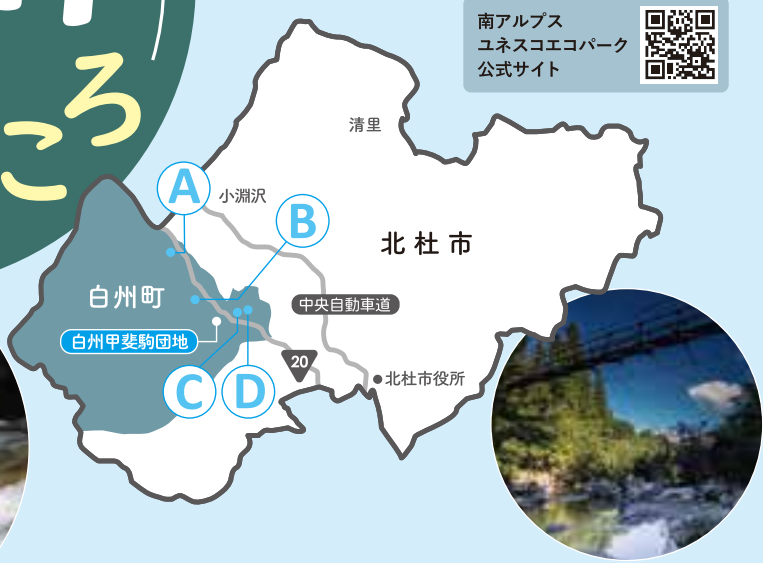 ころ
南アルプス
ユネスコエコパーク
公式サイト
清里
A
小淵沢
B
北杜市
白州町
中央自動車道
白州甲斐駒団地
20
C
D
北杜市役所